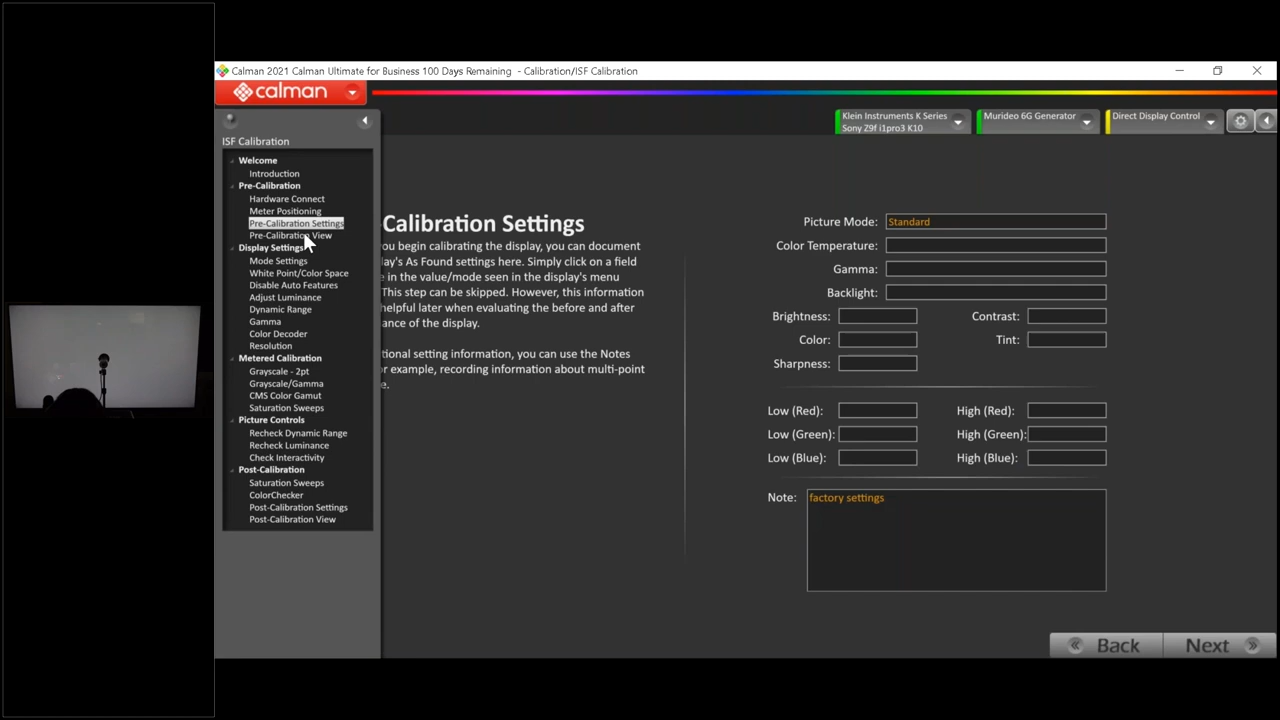 Calman 2021 Calman Ultimate for Business 100 Days Remaining - Calibration/ISF Calibration
calman
Klein Instruments K Series
Sony Z9f i1pro3 K10
Murideo 6G Generator
Direct Display Control
ISF Calibration
Welcome
Introduction
Pre-Calibration
Hardware Connect
Meter Positioning
Pre-Calibration Settings
Pre-Calibration View
Display Settings
Mode Settings
White Point/Color Space
Disable Auto Features
Adjust Luminance
Dynamic Range
Gamma
Color Decoder
Resolution
Metered Calibration
Grayscale - 2pt
Grayscale/Gamma
CMS Color Gamut
Saturation Sweeps
Picture Controls
Recheck Dynamic Range
Recheck Luminance
Check Interactivity
Post-Calibration
Saturation Sweeps
ColorChecker
Post-Calibration Settings
Post-Calibration View
-Calibration Settings
you begin calibrating the display, you can document
lay's As Found settings here. Simply click on a field
e in the value/mode seen in the display's menu
This step can be skipped. However, this information
helpful later when evaluating the before and after
ance of the display.
tional setting information, you can use the Notes
or example, recording information about multi-point
e.
Picture Mode: Standard
Color Temperature:
Gamma:
Backlight:
Brightness: Contrast:
Color: Tint:
Sharpness:
Low (Red): High (Red):
Low (Green): High (Green):
Low (Blue): High (Blue):
Note: factory settings
Back Next